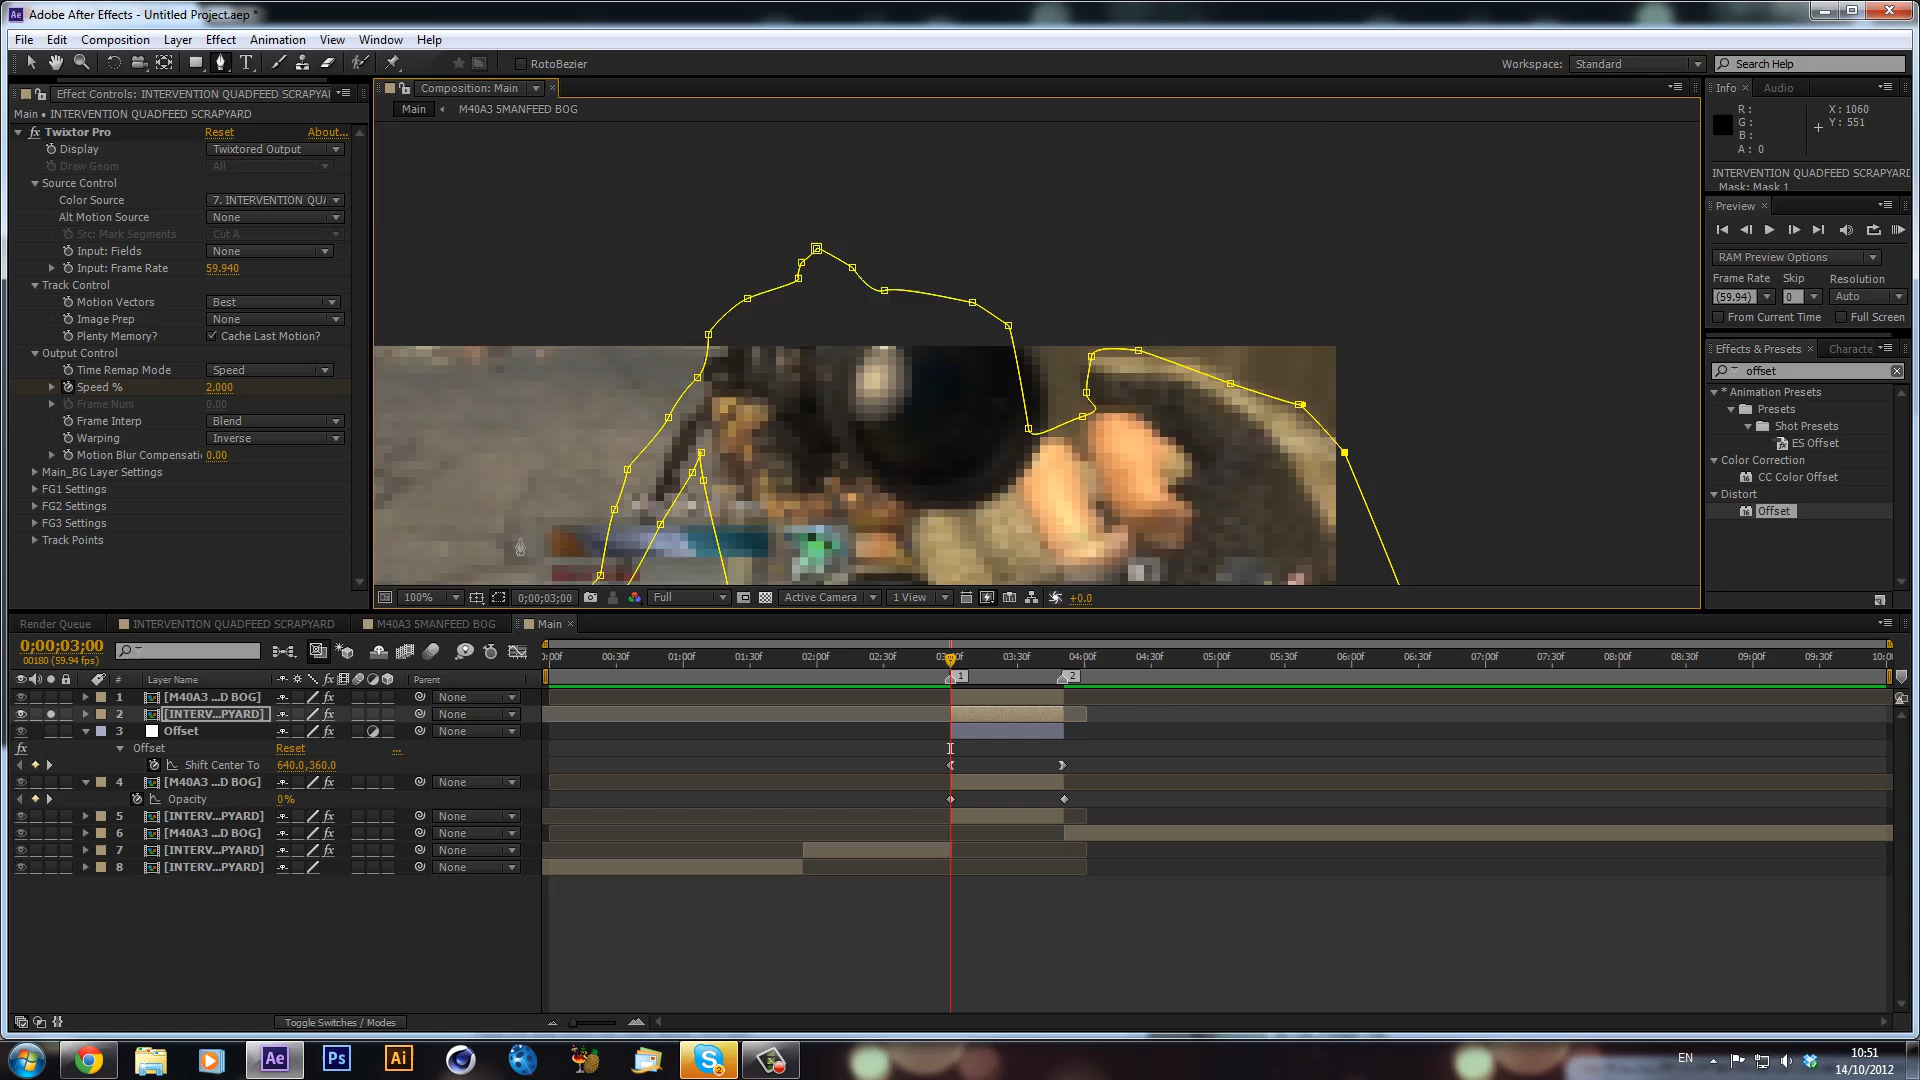 Adobe After Effects - Untitled Project.aep *
File Edit Composition Layer Effect Animation View Window Help
RotoBezier
Workspace: Standard
Search Help
Effect Controls: INTERVENTION QUADFEED SCRAPYAI
Main • INTERVENTION QUADFEED SCRAPYARD
fx Twixtor Pro Reset About...
Display Twixtored Output
Draw Geom All
Source Control
Color Source 7. INTERVENTION QUA
Alt Motion Source None
Src: Mark Segments Cut A
Input: Fields None
Input: Frame Rate 59.940
Track Control
Motion Vectors Best
Image Prep None
Plenty Memory? Cache Last Motion?
Output Control
Time Remap Mode Speed
Speed % 2.000
Frame Num 0.00
Frame Interp Blend
Warping Inverse
Motion Blur Compensati 0.00
Main_BG Layer Settings
FG1 Settings
FG2 Settings
FG3 Settings
Track Points
Composition: Main
Main M40A3 5MANFEED BOG
100% 0;00;03;00 Full Active Camera 1 View +0.0
Info Audio
R :
G :
B :
A : 0
X : 1060
Y : 551
INTERVENTION QUADFEED SCRAPYARD
Mask: Mask 1
Preview
RAM Preview Options
Frame Rate Skip Resolution
(59.94) 0 Auto
From Current Time Full Screen
Effects & Presets Characte
offset
* Animation Presets
Presets
Shot Presets
ES Offset
Color Correction
CC Color Offset
Distort
Offset
Render Queue INTERVENTION QUADFEED SCRAPYARD M40A3 5MANFEED BOG Main
0;00;03;00
00180 (59.94 fps)
):00f 00:30f 01:00f 01:30f 02:00f 02:30f 03:00f 03:30f 04:00f 04:30f 05:00f 05:30f 06:00f 06:30f 07:00f 07:30f 08:00f 08:30f 09:00f 09:30f 10:00
1 2
# Layer Name Parent
1 [M40A3 ...D BOG] fx None
2 [INTERV...PYARD] fx None
3 Offset fx None
fx Offset Reset ...
Shift Center To 640.0,360.0
4 [M40A3 ...D BOG] fx None
Opacity 0%
5 [INTERV...PYARD] fx None
6 [M40A3 ...D BOG] fx None
7 [INTERV...PYARD] fx None
8 [INTERV...PYARD] None
Toggle Switches / Modes
Ae Ps Ai
2
EN
10:51
14/10/2012